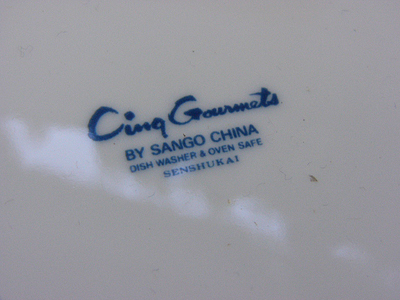 Cinq Gourmets
BY SANGO CHINA
DISH WASHER & OVEN SAFE
SENSHUKAI